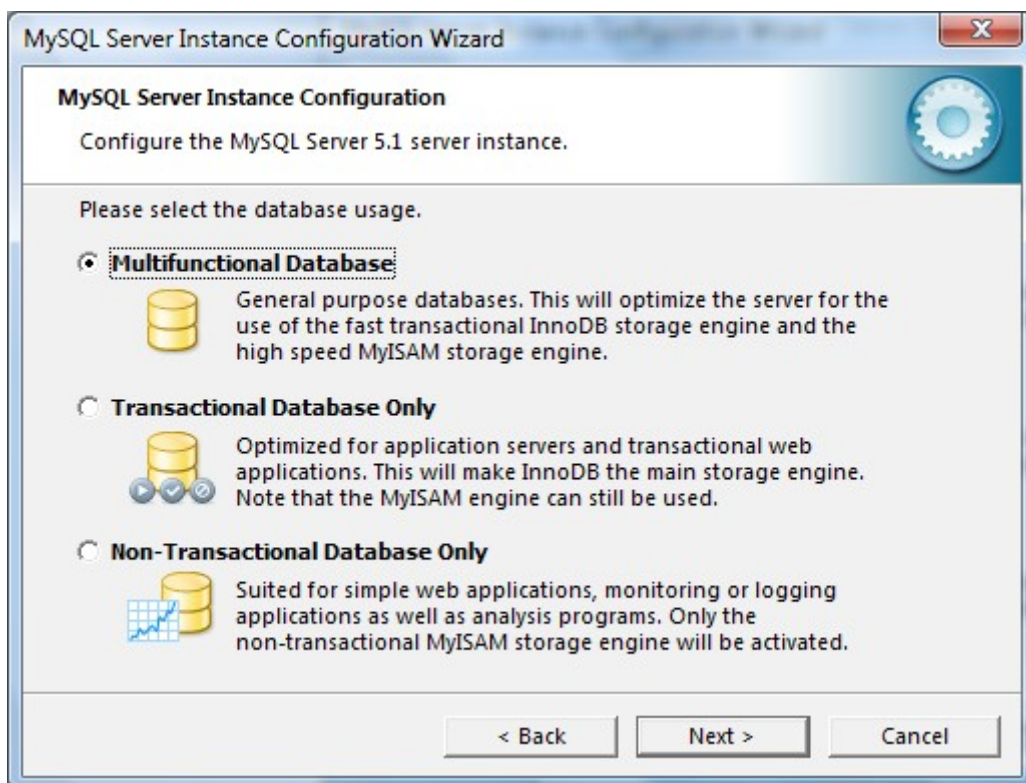 MySQL Server Instance Configuration Wizard
MySQL Server Instance Configuration
Configure the MySQL Server 5.1 server instance.
Please select the database usage.
Multifunctional Database
General purpose databases. This will optimize the server for the
use of the fast transactional InnoDB storage engine and the
high speed MyISAM storage engine.
Transactional Database Only
Optimized for application servers and transactional web
applications. This will make InnoDB the main storage engine.
Note that the MyISAM engine can still be used.
Non-Transactional Database Only
Suited for simple web applications, monitoring or logging
applications as well as analysis programs. Only the
non-transactional MyISAM storage engine will be activated.
< Back
Next >
Cancel